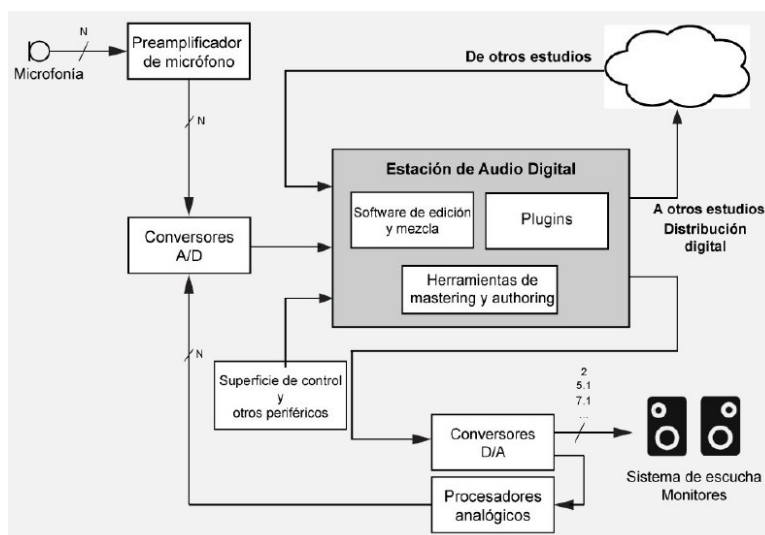 N
Microfonía
Preamplificador
de micrófono
De otros estudios
N
Estación de Audio Digital
Software de edición
y mezcla
Plugins
A otros estudios
Distribución
digital
Conversores
A/D
Herramientas de
mastering y authoring
N
Superficie de control
y
otros periféricos
2
5.1
7.1
...
Conversores
D/A
Sistema de escucha
Monitores
Procesadores
analógicos